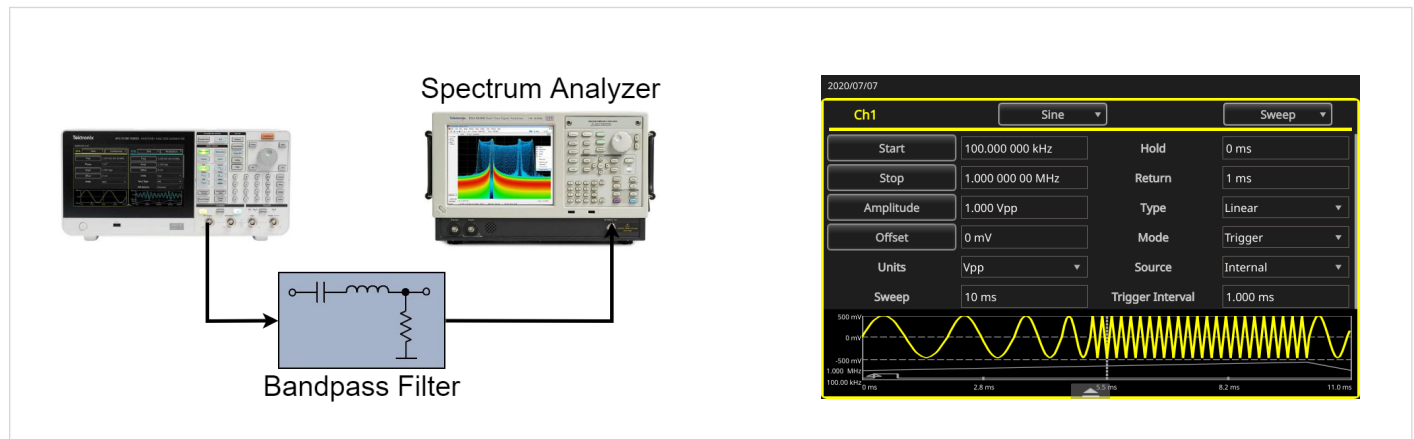 Spectrum Analyzer
Tektronix
Tektronix
Bandpass Filter
2020/07/07
Ch1 Sine Sweep
Start 100.000 000 kHz Hold 0 ms
Stop 1.000 000 00 MHz Return 1 ms
Amplitude 1.000 Vpp Type Linear
Offset 0 mV Mode Trigger
Units Vpp Source Internal
Sweep 10 ms Trigger Interval 1.000 ms
500 mV
0 mV
-500 mV
1.000 MHz
100.00 kHz
0 ms 2.8 ms 5.5 ms 8.2 ms 11.0 ms